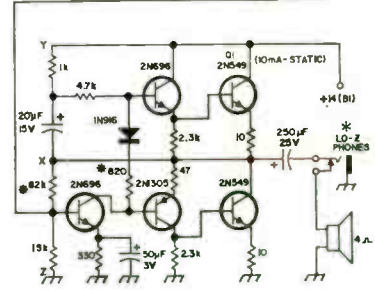 Y
Q1
2N696
2N549
(10mA-STATIC)
1k
4.7k
+14(B1)
20µF
15V
+
1N916
2.3k
10
250µF
25V
*
LO-Z
PHONES
X
*820
47
+
*82k
2N696
2N1305
2N549
4Ω
15k
330
+
50µF
3V
2.3k
10
Z